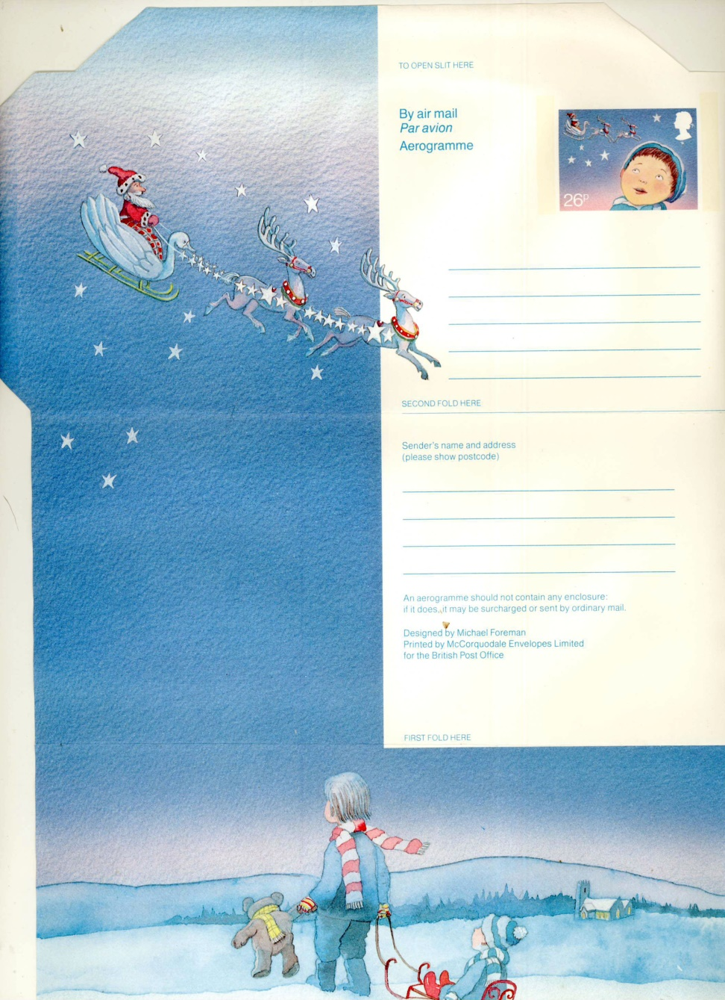 TO OPEN SLIT HERE
By air mail
Par avion
Aerogramme
26P
SECOND FOLD HERE
Sender's name and address
(please show postcode)
An aerogramme should not contain any enclosure:
if it does, it may be surcharged or sent by ordinary mail.
Designed by Michael Foreman
Printed by McCorquodale Envelopes Limited
for the British Post Office
FIRST FOLD HERE